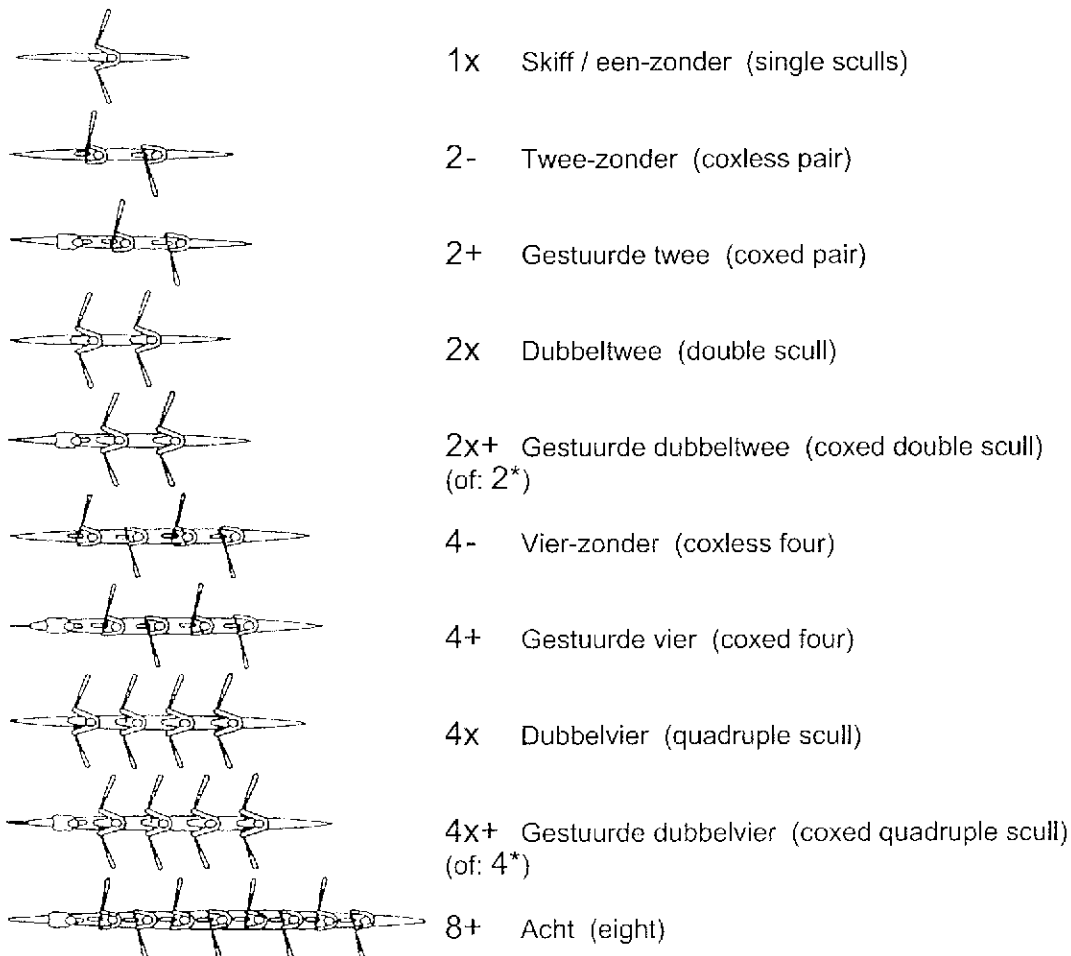 1x Skiff / een-zonder (single sculls)
2- Twee-zonder (coxless pair)
2+ Gestuurde twee (coxed pair)
2x Dubbeltwee (double scull)
2x+ Gestuurde dubbeltwee (coxed double scull)
(of: 2*)
4- Vier-zonder (coxless four)
4+ Gestuurde vier (coxed four)
4x Dubbelvier (quadruple scull)
4x+ Gestuurde dubbelvier (coxed quadruple scull)
(of: 4*)
8+ Acht (eight)